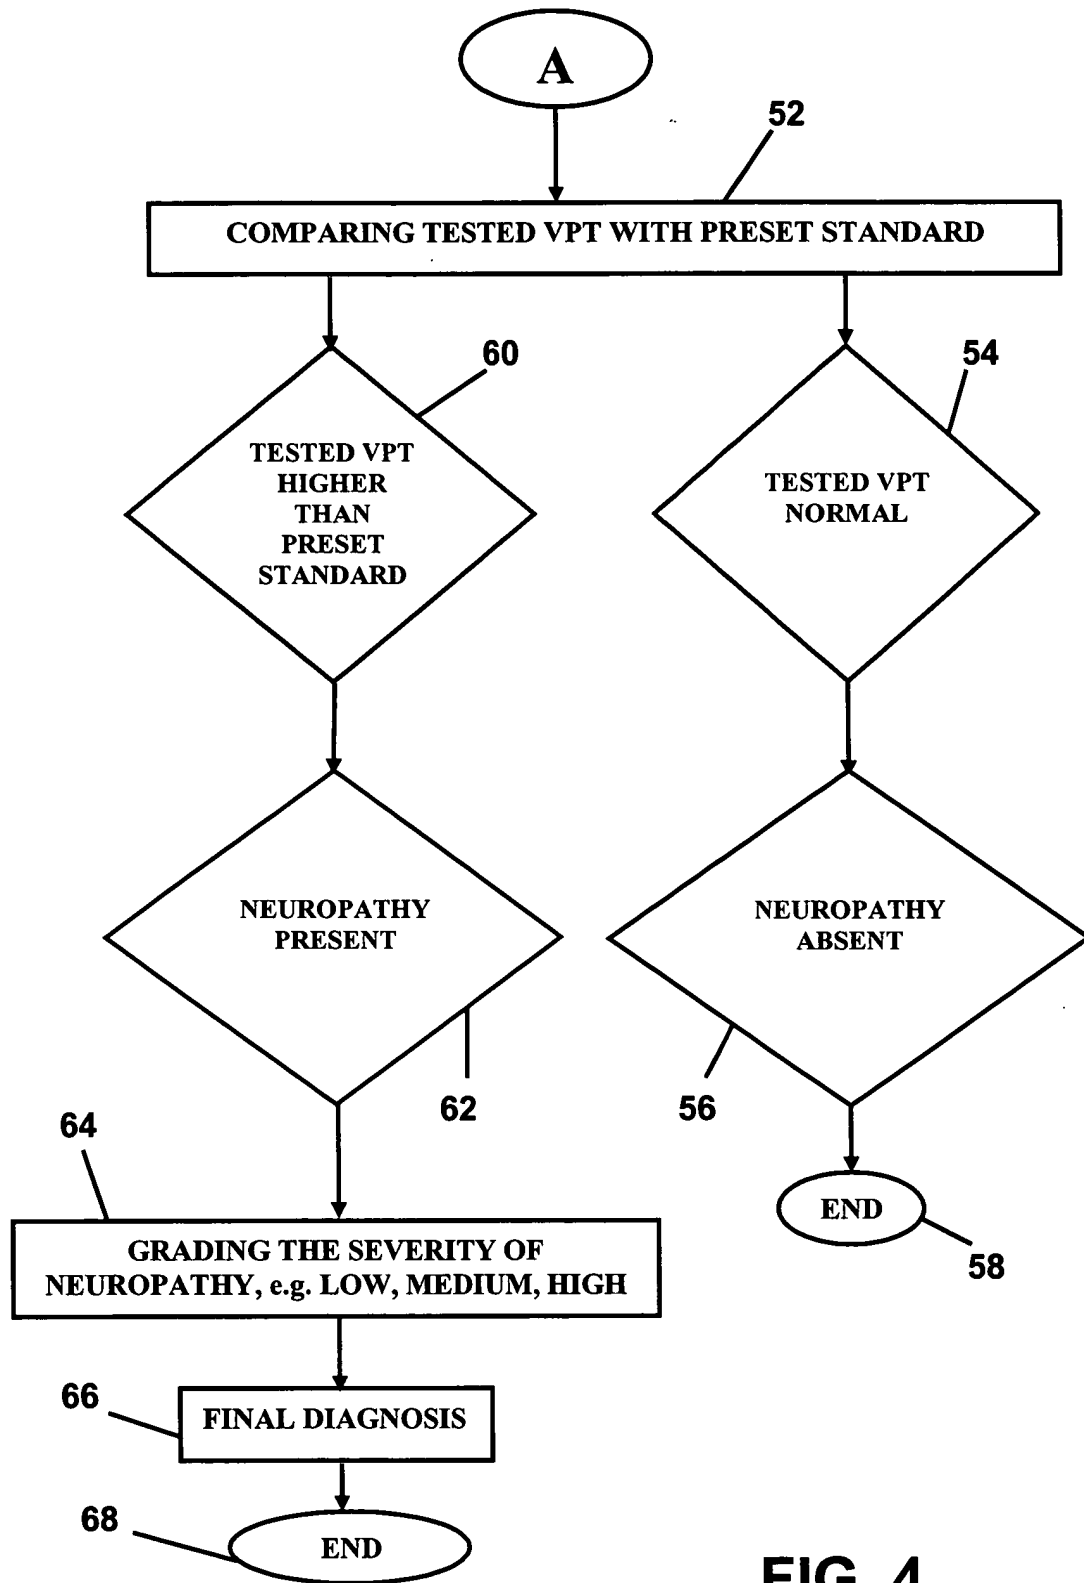 A
52
COMPARING TESTED VPT WITH PRESET STANDARD
60
54
TESTED VPT
HIGHER
THAN
PRESET
STANDARD
TESTED VPT
NORMAL
NEUROPATHY
PRESENT
NEUROPATHY
ABSENT
62
56
64
END
58
GRADING THE SEVERITY OF
NEUROPATHY, e.g. LOW, MEDIUM, HIGH
66
FINAL DIAGNOSIS
68
END
FIG. 4